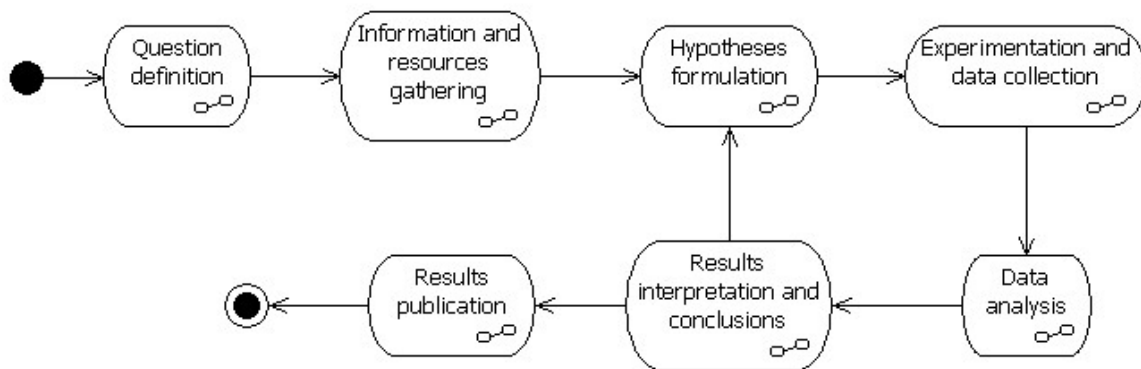 Question
definition
Information and
resources
gathering
Hypotheses
formulation
Experimentation and
data collection
Results
publication
Results
interpretation and
conclusions
Data
analysis